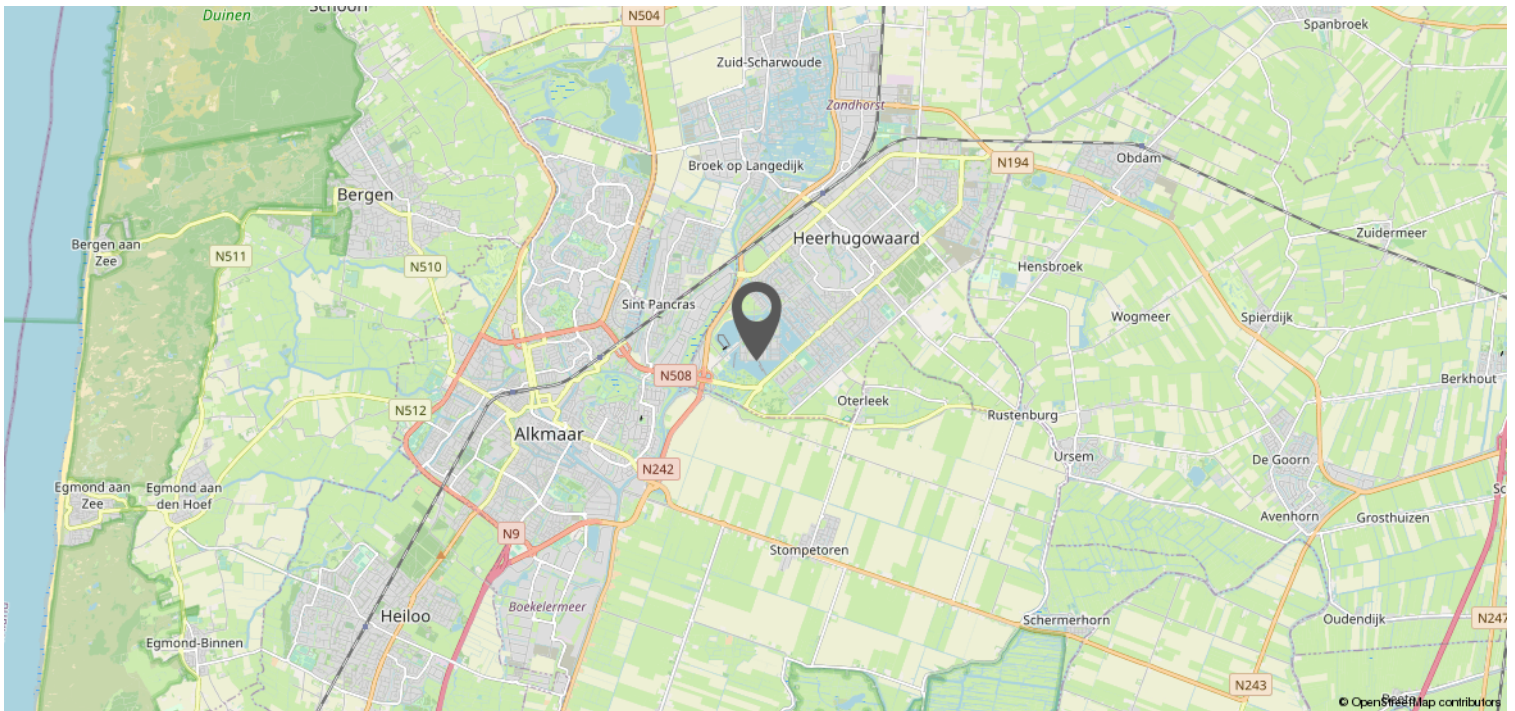 Duinen
Schoorl
N504
Spanbroek
Zuid-Scharwoude
Zandhorst
Broek op Langedijk
N194
Obdam
Bergen
Bergen aan
Zee
N511
N510
Heerhugowaard
Zuidermeer
Hensbroek
Sint Pancras
Wogmeer
Spierdijk
N508
Berkhout
N512
Oterleek
Rustenburg
Alkmaar
Ursem
De Goorn
N242
Egmond aan
Zee
Egmond aan
den Hoef
Avenhorn
Grosthuizen
N9
Stompetoren
Boekelermeer
Heiloo
Schermerhorn
Oudendijk
N247
Egmond-Binnen
N243
© OpenStreetMap contributors